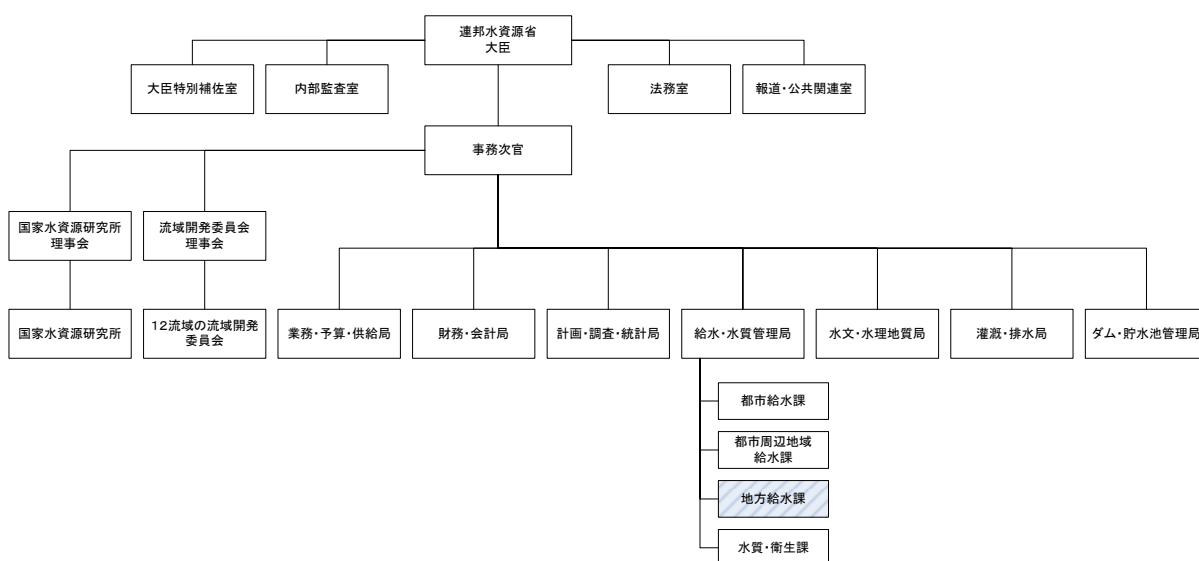 連邦水資源省
大臣
大臣特別補佐室
内部監査室
法務室
報道・公共関連室
事務次官
国家水資源研究所
理事会
流域開発委員会
理事会
国家水資源研究所
12流域の流域開発
委員会
業務・予算・供給局
財務・会計局
計画・調査・統計局
給水・水質管理局
水文・水理地質局
灌漑・排水局
ダム・貯水池管理局
都市給水課
都市周辺地域
給水課
地方給水課
水質・衛生課